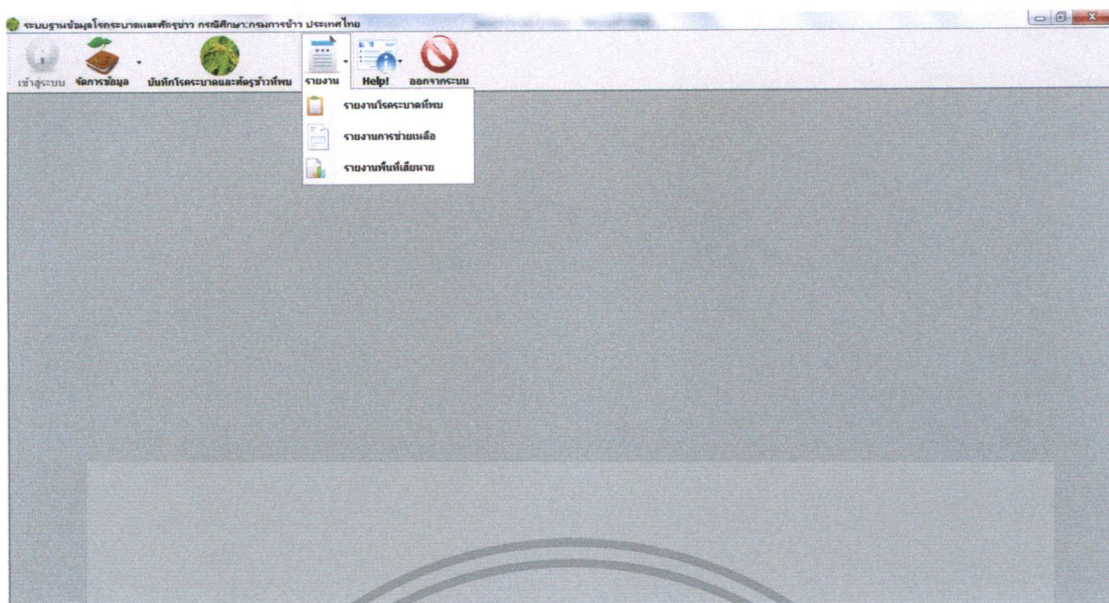 ระบบฐานข้อมูลโรคระบาดและศัตรูข้าว กรณีศึกษา:กรมการข้าว ประเทศไทย
เข้าสู่ระบบ จัดการข้อมูล บันทึกโรคระบาดและศัตรูข้าวที่พบ รายงาน Help! ออกจากระบบ
รายงานโรคระบาดที่พบ
รายงานการช่วยเหลือ
รายงานพื้นที่เสียหาย